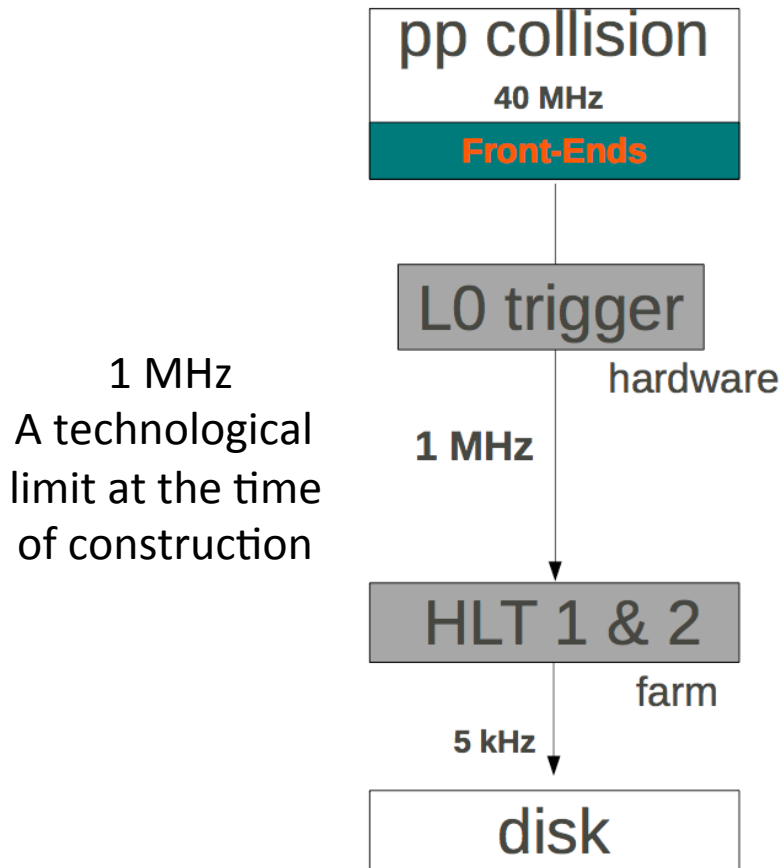 pp collision
40 MHz
Front-Ends
L0 trigger
hardware
1 MHz
A technological
limit at the time
of construction
1 MHz
HLT 1 & 2
farm
5 kHz
disk